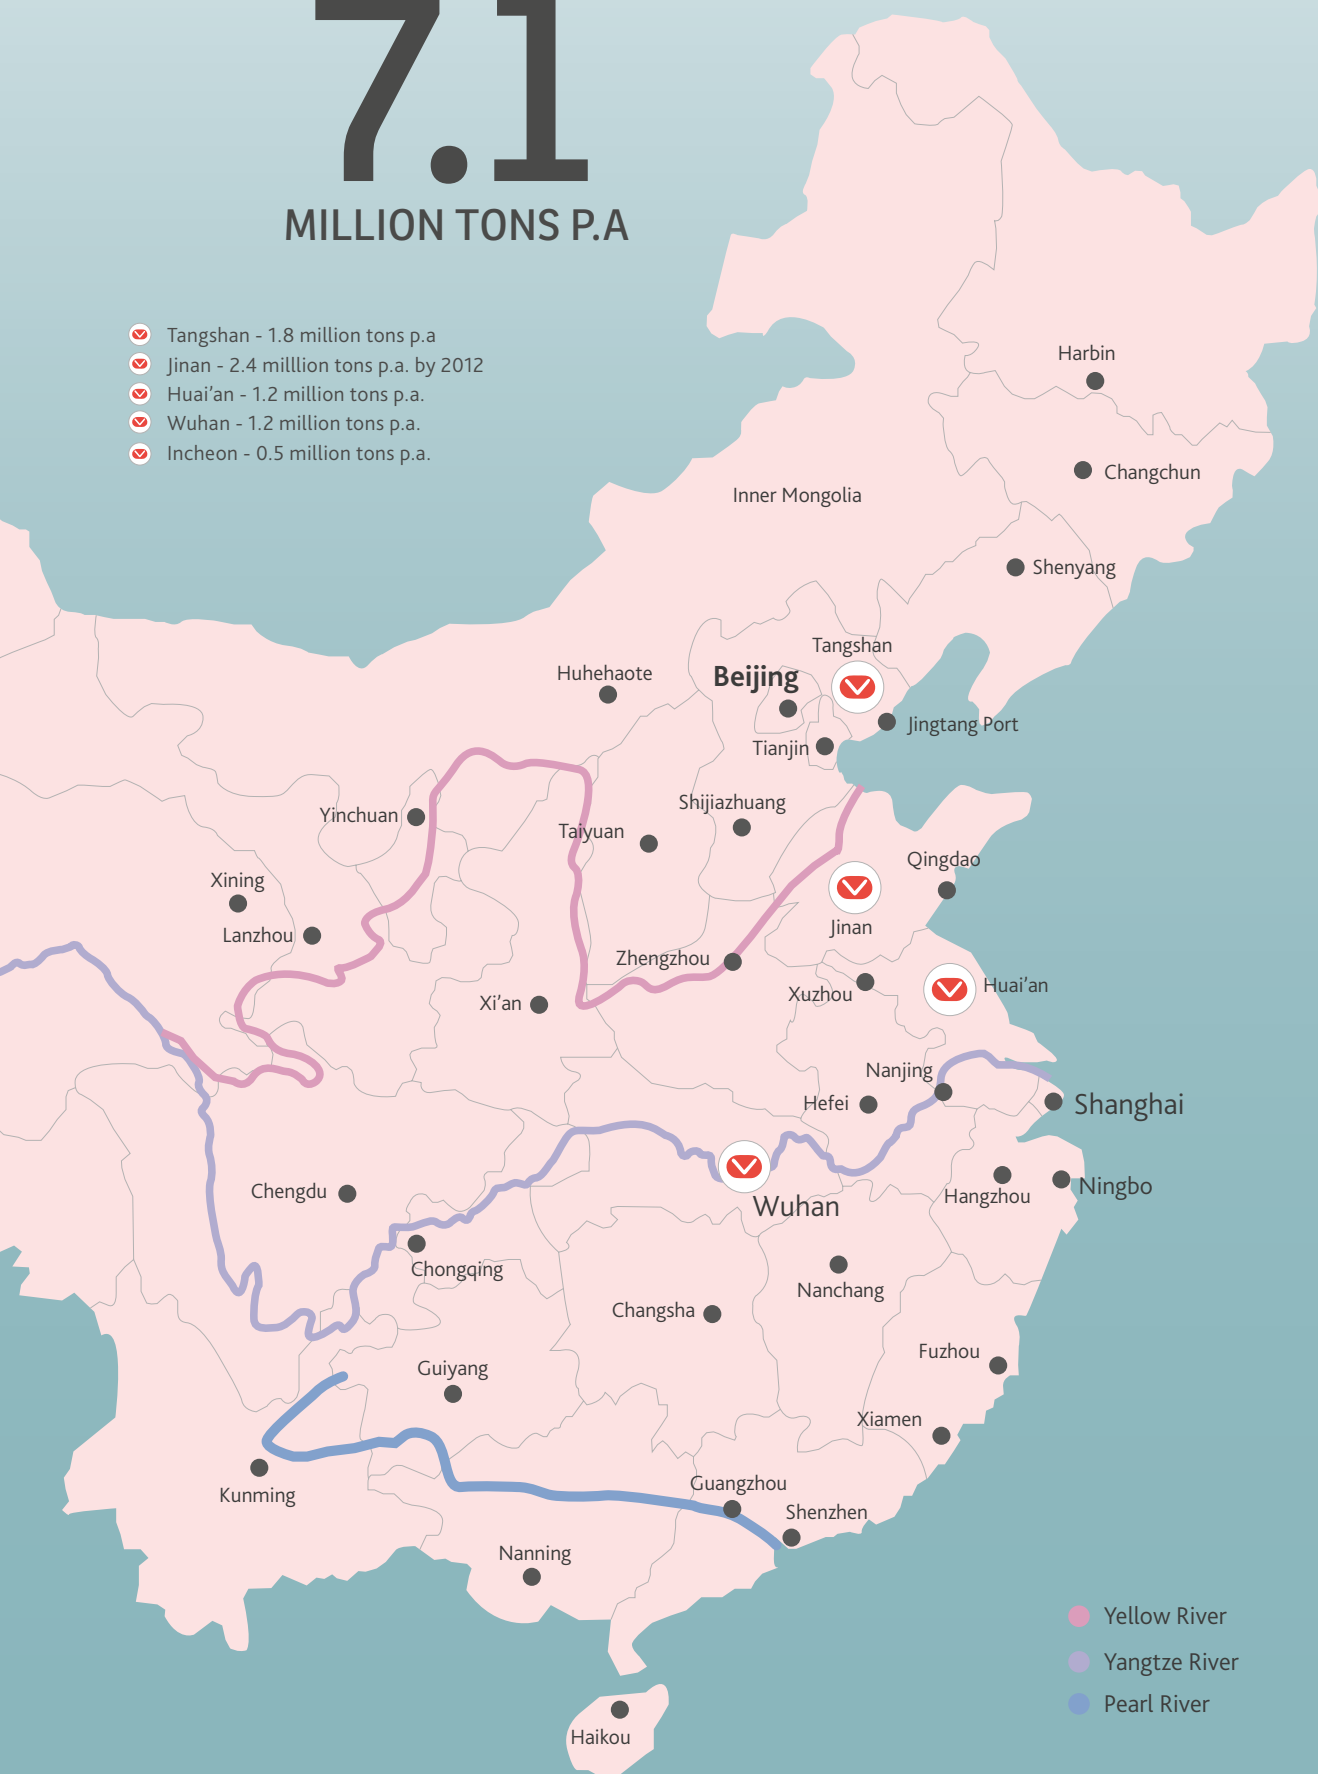 7.1
MILLION TONS P.A
Tangshan - 1.8 million tons p.a
Jinan - 2.4 milllion tons p.a. by 2012
Huai’an - 1.2 million tons p.a.
Wuhan - 1.2 million tons p.a.
Incheon - 0.5 million tons p.a.
Harbin
Changchun
Inner Mongolia
Shenyang
Tangshan
Huhehaote
Beijing
Jingtang Port
Tianjin
Shijiazhuang
Yinchuan
Taiyuan
Qingdao
Xining
Jinan
Lanzhou
Zhengzhou
Huai’an
Xuzhou
Xi’an
Nanjing
Hefei
Shanghai
Chengdu
Ningbo
Hangzhou
Wuhan
Chongqing
Nanchang
Changsha
Fuzhou
Guiyang
Xiamen
Guangzhou
Kunming
Shenzhen
Nanning
Yellow River
Yangtze River
Pearl River
Haikou